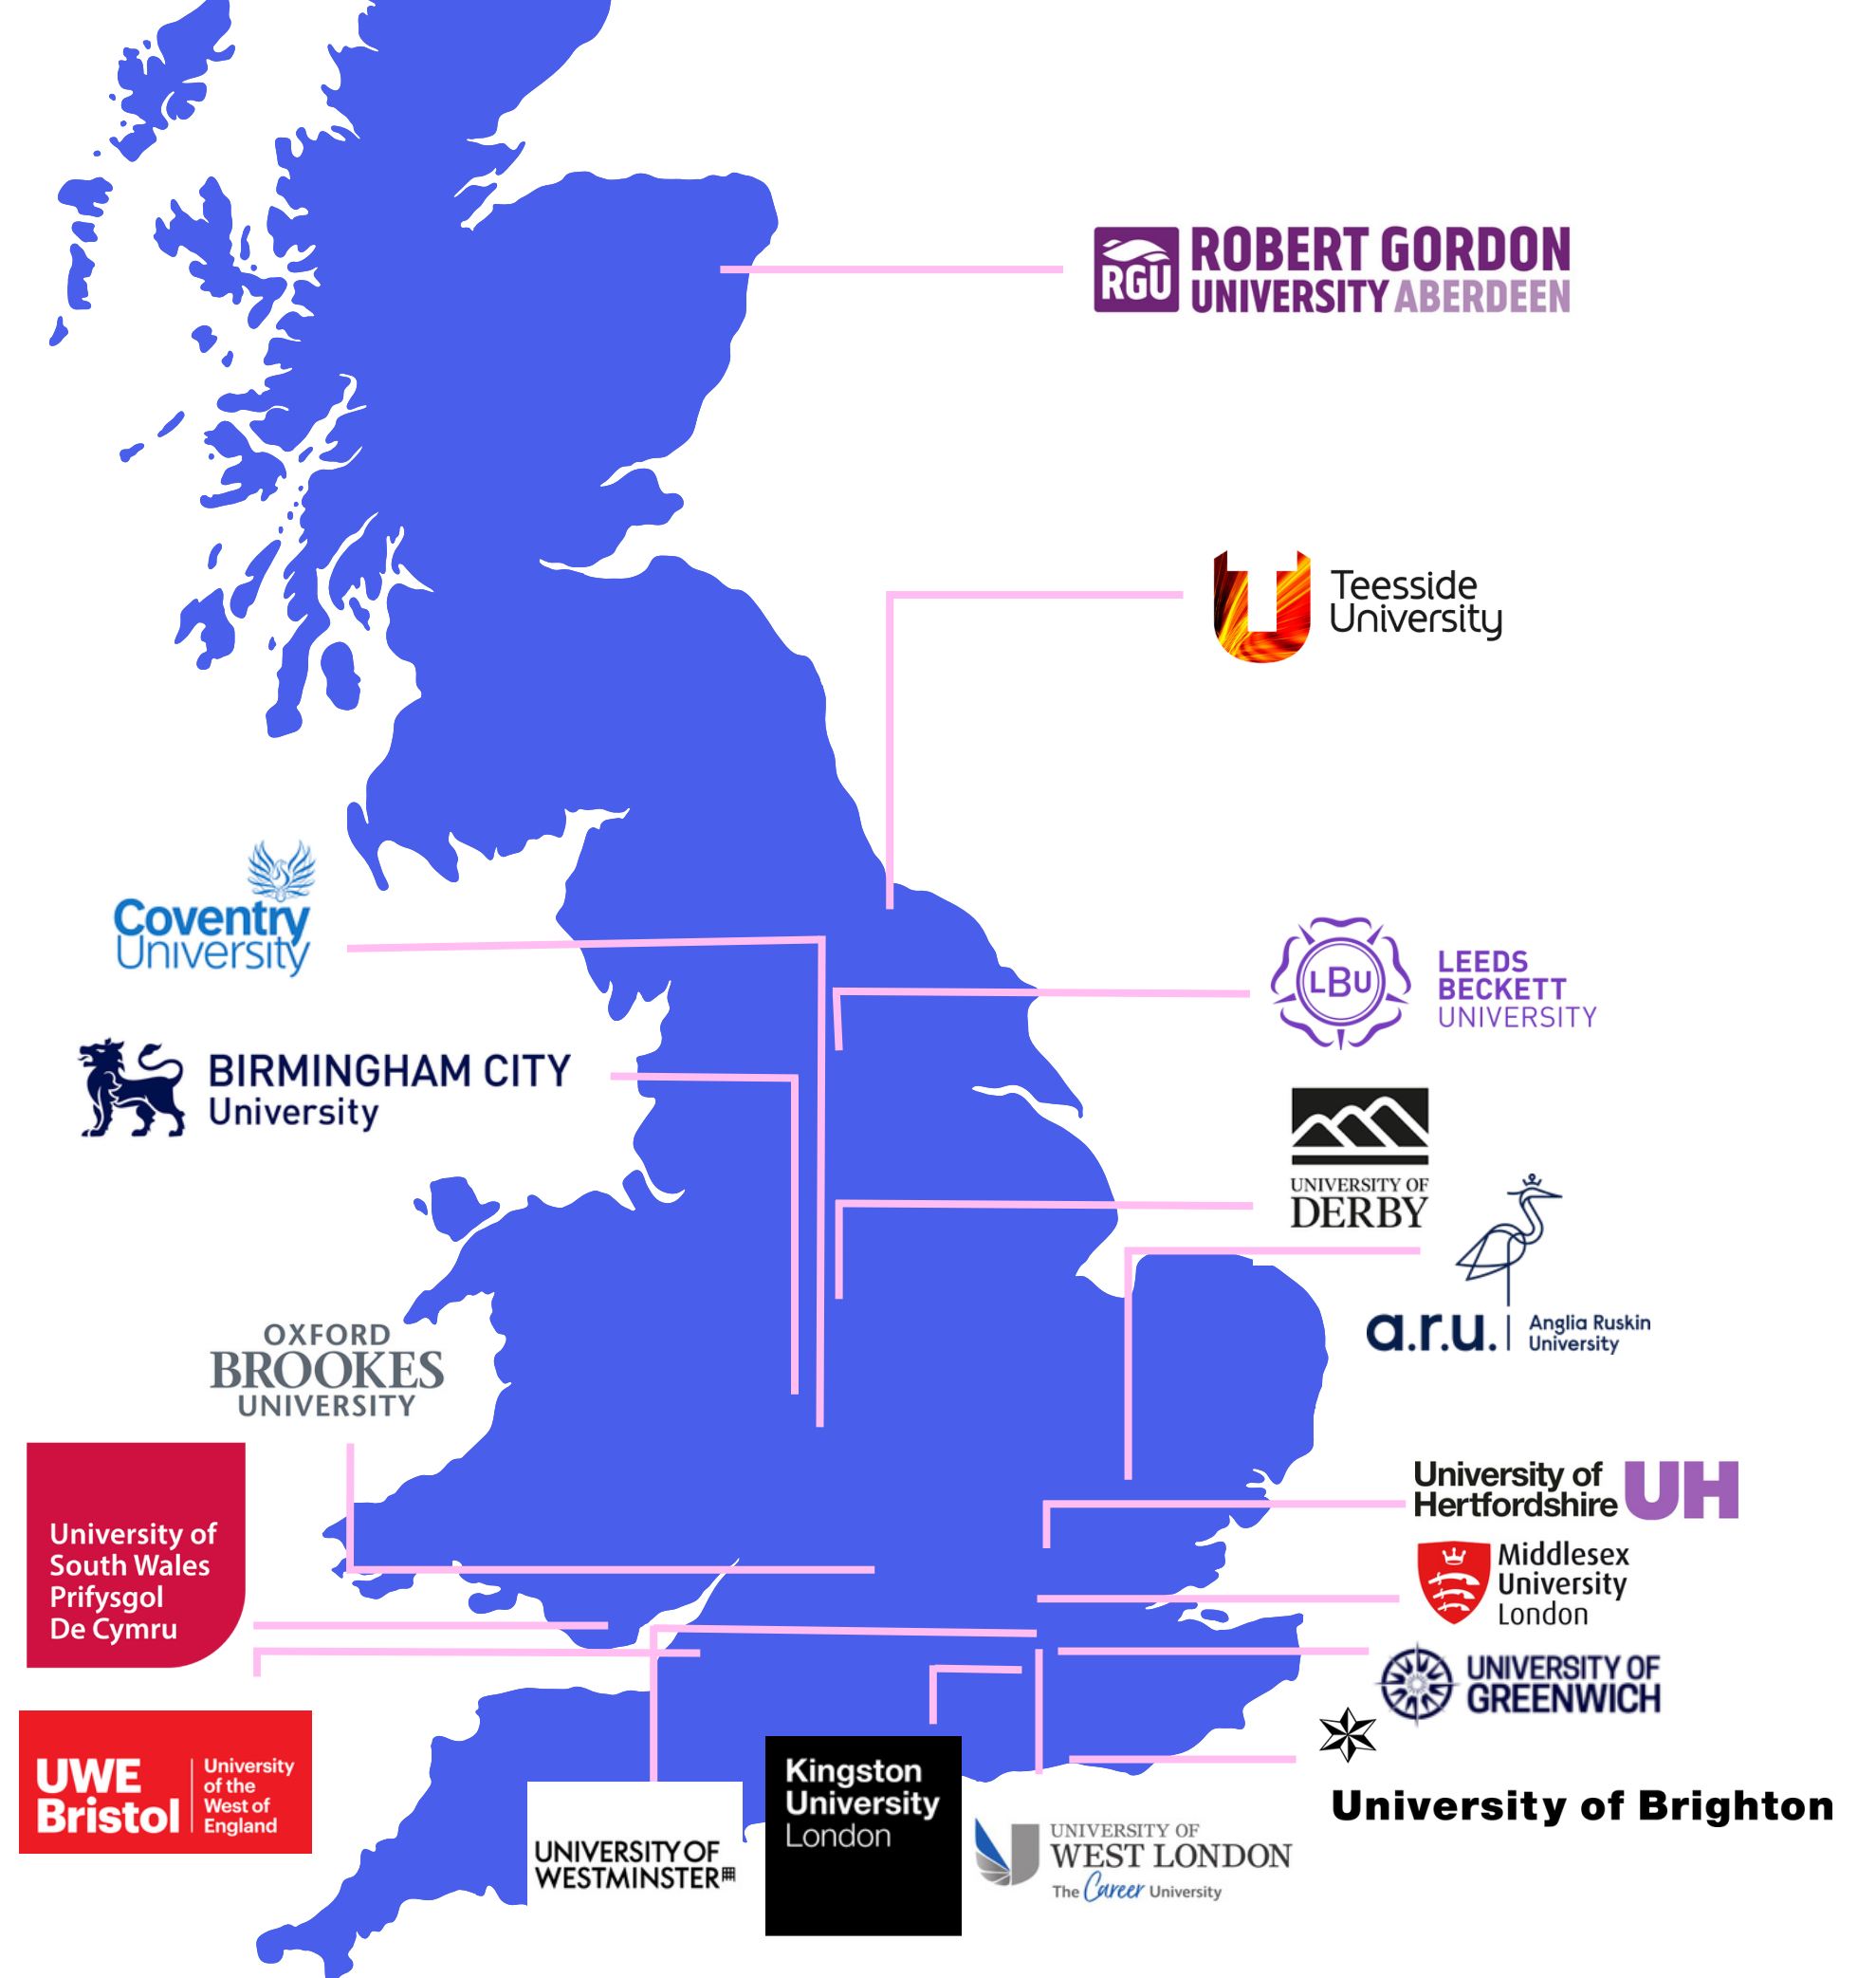 RGU
ROBERT GORDON
UNIVERSITY ABERDEEN
Teesside
University
Coventry
University
LBU
LEEDS
BECKETT
UNIVERSITY
BIRMINGHAM CITY
University
UNIVERSITY OF
DERBY
a.r.u.
Anglia Ruskin
University
OXFORD
BROOKES
UNIVERSITY
University of
South Wales
Prifysgol
De Cymru
University of
Hertfordshire
UH
Middlesex
University
London
UNIVERSITY OF
GREENWICH
UWE
Bristol
University
of the
West of
England
UNIVERSITY OF
WESTMINSTER
Kingston
University
London
UNIVERSITY OF
WEST LONDON
The Career University
University of Brighton